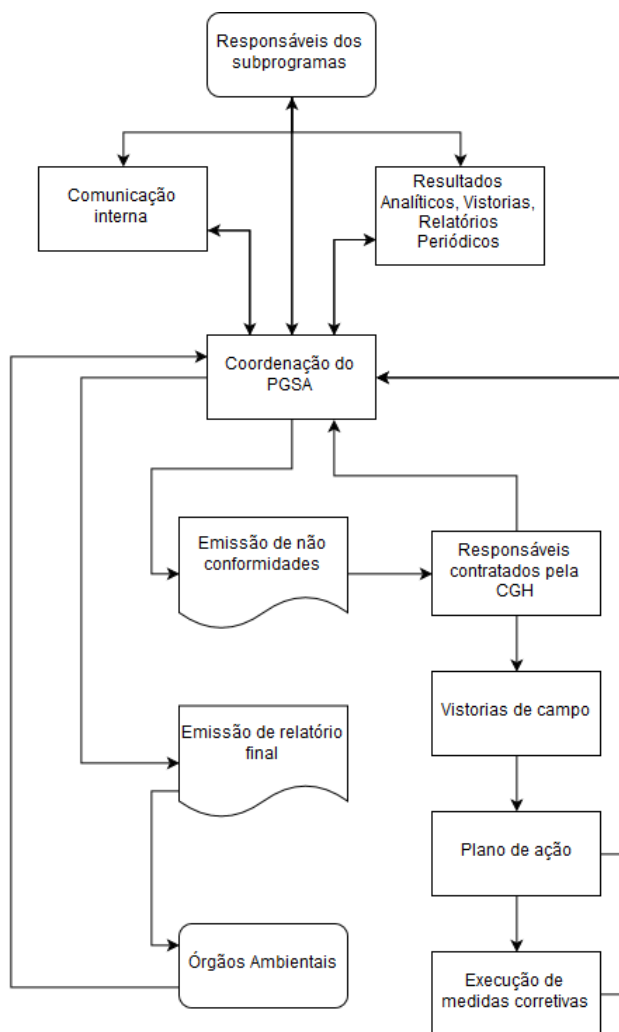 Responsáveis dos
subprogramas
Comunicação
interna
Resultados
Analíticos, Vistorias,
Relatórios
Periódicos
Coordenação do
PGSA
Emissão de não
conformidades
Responsáveis
contratados pela
CGH
Vistorias de campo
Emissão de relatório
final
Plano de ação
Órgãos Ambientais
Execução de
medidas corretivas